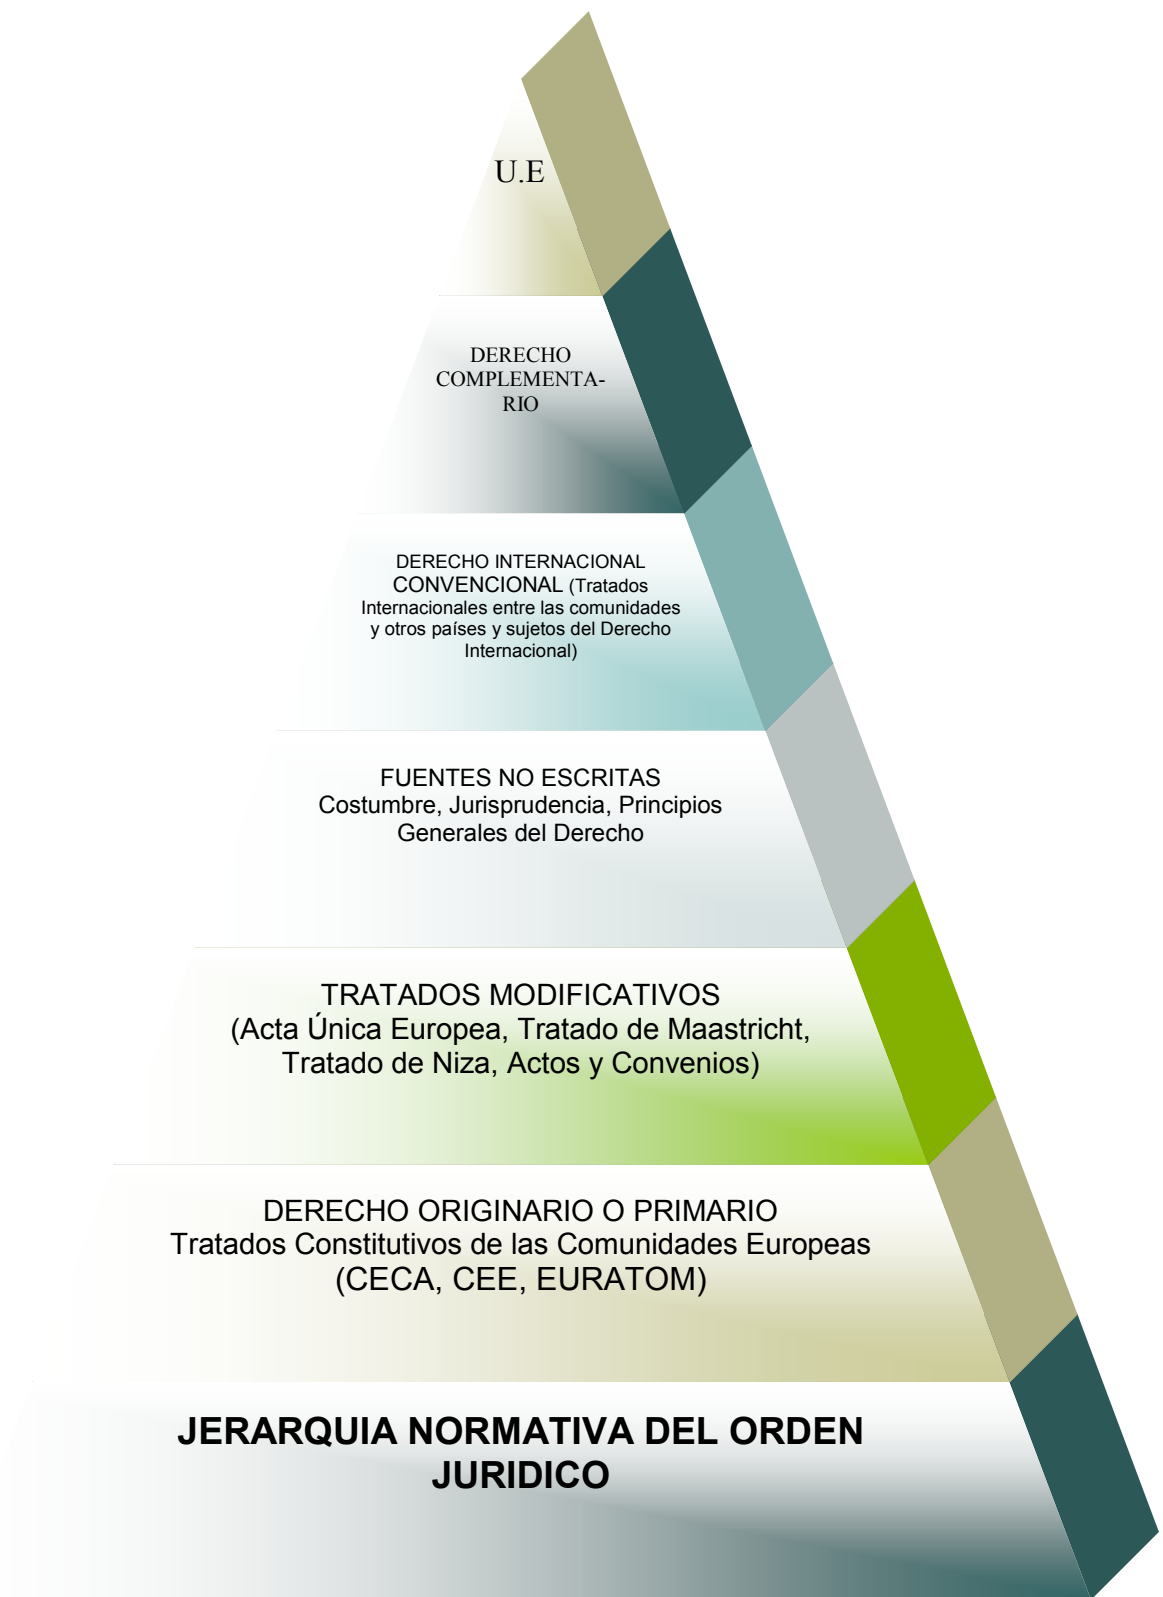 U.E
DERECHO
COMPLEMENTA-
RIO
DERECHO INTERNACIONAL
CONVENCIONAL (Tratados
Internacionales entre las comunidades
y otros países y sujetos del Derecho
Internacional)
FUENTES NO ESCRITAS
Costumbre, Jurisprudencia, Principios
Generales del Derecho
TRATADOS MODIFICATIVOS
(Acta Única Europea, Tratado de Maastricht,
Tratado de Niza, Actos y Convenios)
DERECHO ORIGINARIO O PRIMARIO
Tratados Constitutivos de las Comunidades Europeas
(CECA, CEE, EURATOM)
JERARQUIA NORMATIVA DEL ORDEN
JURIDICO